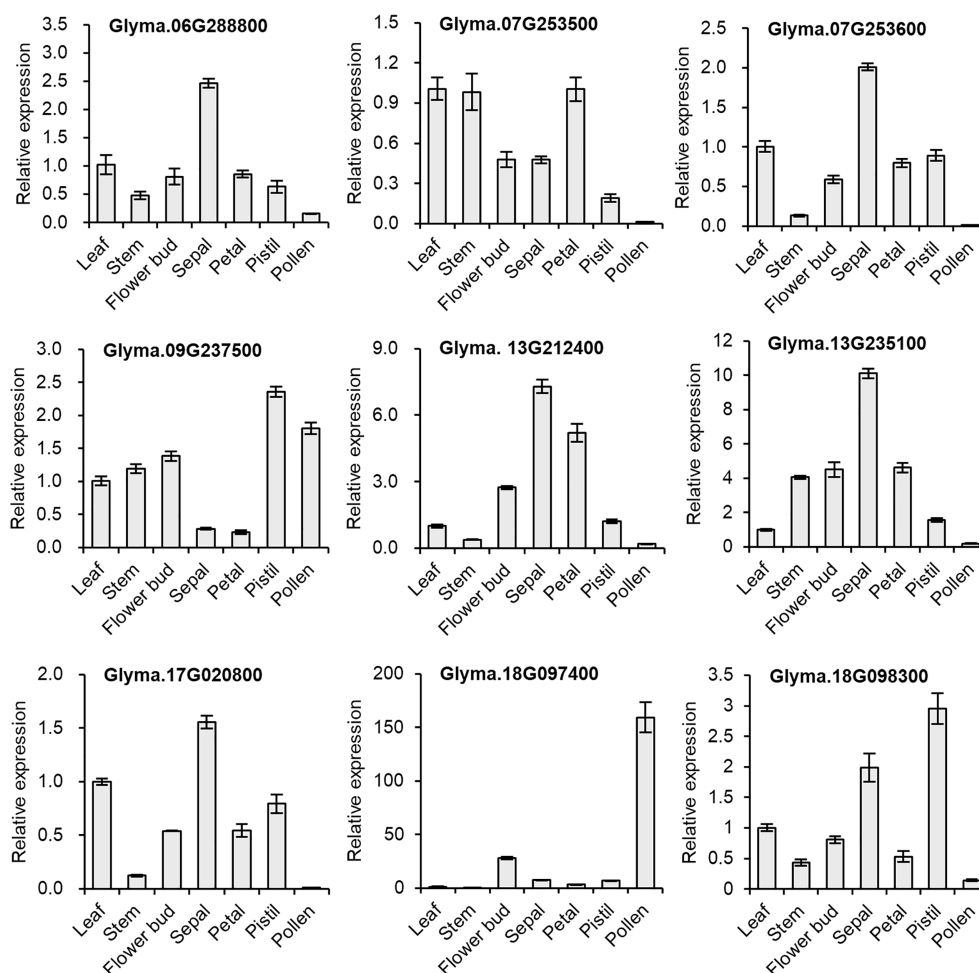 Glyma.06G288800
Relative expression
3.5
3.0
2.5
2.0
1.5
1.0
0.5
0.0
Leaf
Stem
Flower bud
Sepal
Petal
Pistil
Pollen
Glyma.07G253500
Relative expression
1.5
1.2
0.9
0.6
0.3
0.0
Leaf
Stem
Flower bud
Sepal
Petal
Pistil
Pollen
Glyma.07G253600
Relative expression
2.5
2.0
1.5
1.0
0.5
0.0
Leaf
Stem
Flower bud
Sepal
Petal
Pistil
Pollen
Glyma.09G237500
Relative expression
3.0
2.5
2.0
1.5
1.0
0.5
0.0
Leaf
Stem
Flower bud
Sepal
Petal
Pistil
Pollen
Glyma. 13G212400
Relative expression
9.0
6.0
3.0
0.0
Leaf
Stem
Flower bud
Sepal
Petal
Pistil
Pollen
Glyma.13G235100
Relative expression
12
10
8
6
4
2
0
Leaf
Stem
Flower bud
Sepal
Petal
Pistil
Pollen
Glyma.17G020800
Relative expression
2.0
1.5
1.0
0.5
0.0
Leaf
Stem
Flower bud
Sepal
Petal
Pistil
Pollen
Glyma.18G097400
Relative expression
200
150
100
50
0
Leaf
Stem
Flower bud
Sepal
Petal
Pistil
Pollen
Glyma.18G098300
Relative expression
3.5
3
2.5
2
1.5
1
0.5
0
Leaf
Stem
Flower bud
Sepal
Petal
Pistil
Pollen